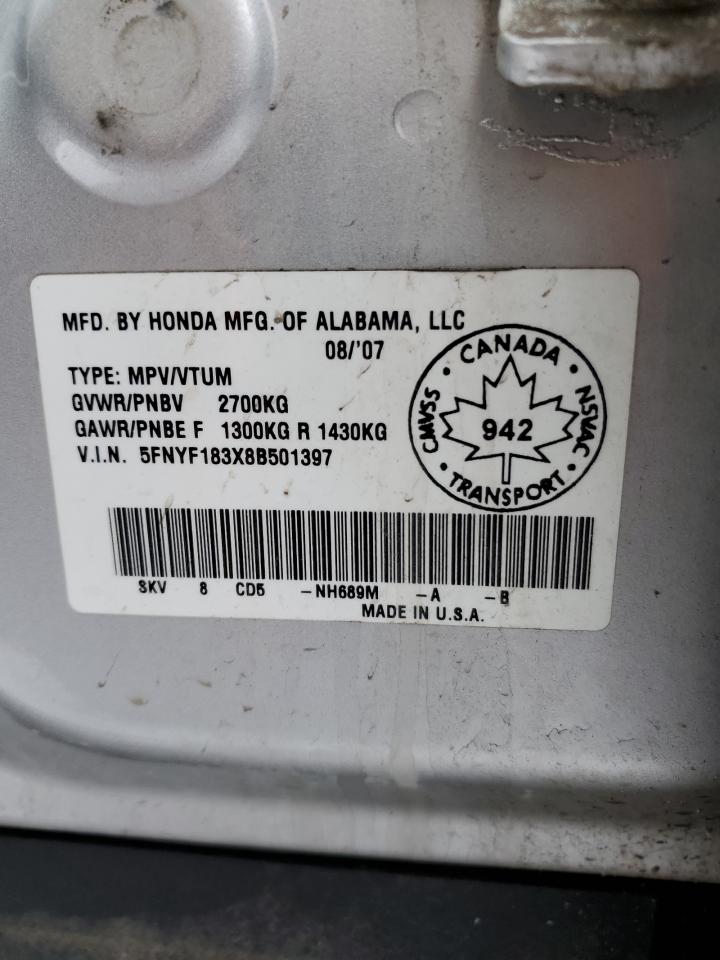 MFD. BY HONDA MFG. OF ALABAMA, LLC
08/'07
TYPE: MPV/VTUM
GVWR/PNBV 2700KG
GAWR/PNBE F 1300KG R 1430KG
V.I.N. 5FNYF183X8B501397
CANADA
CMVSS
942
NSVAC
TRANSPORT
SKV 8 CD5 -NH689M -A -B
MADE IN U.S.A.